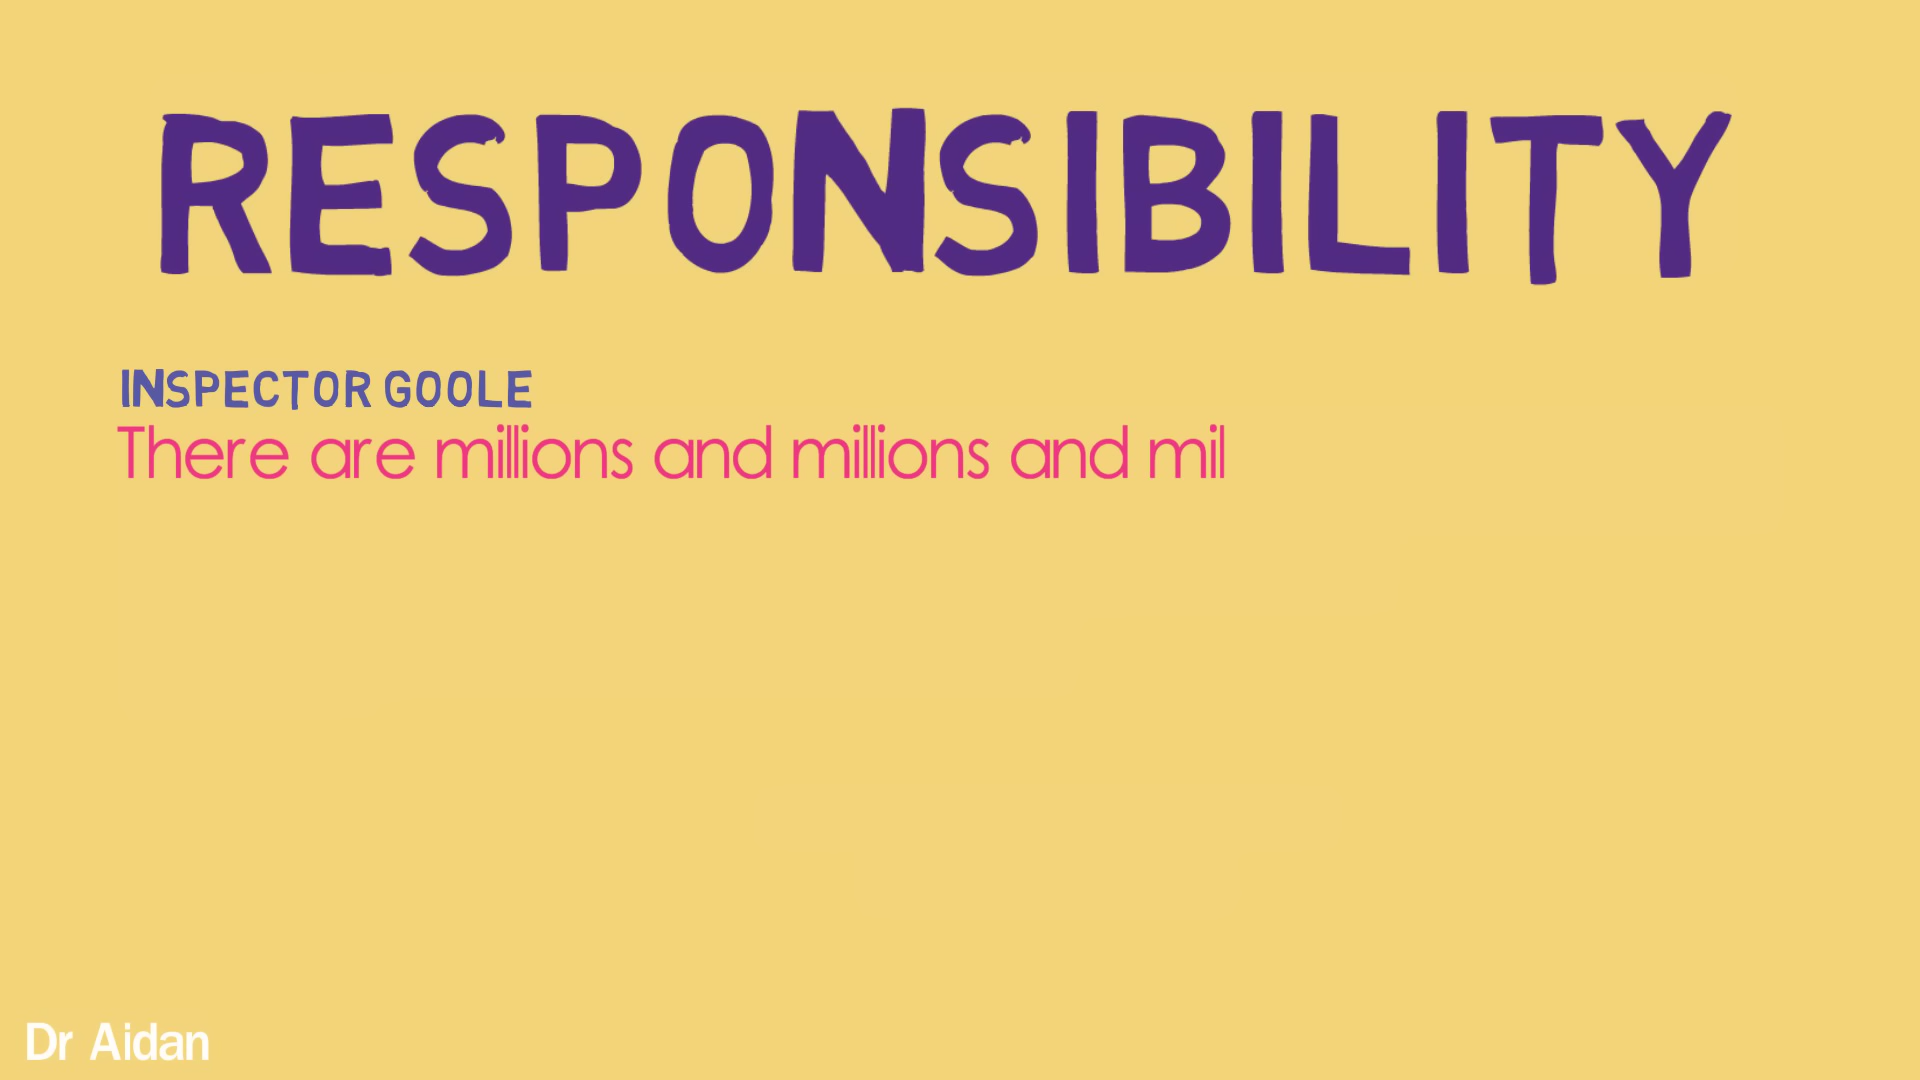 RESPONSIBILITY
INSPECTOR GOOLE
There are millions and millions and mil
Dr Aidan